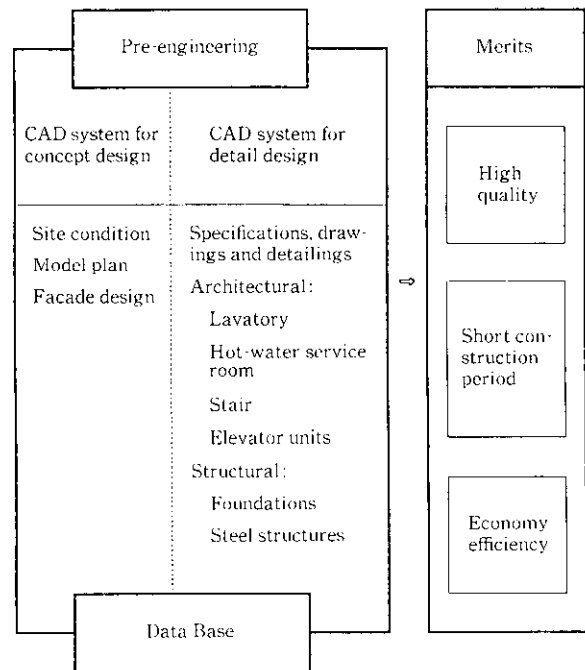 Pre-engineering
CAD system for
concept design
CAD system for
detail design
Site condition
Model plan
Facade design
Specifications, draw-
ings and detailings
Architectural:
Lavatory
Hot-water service
room
Stair
Elevator units
Structural:
Foundations
Steel structures
Data Base
⇨
Merits
High
quality
Short con-
struction
period
Economy
efficiency